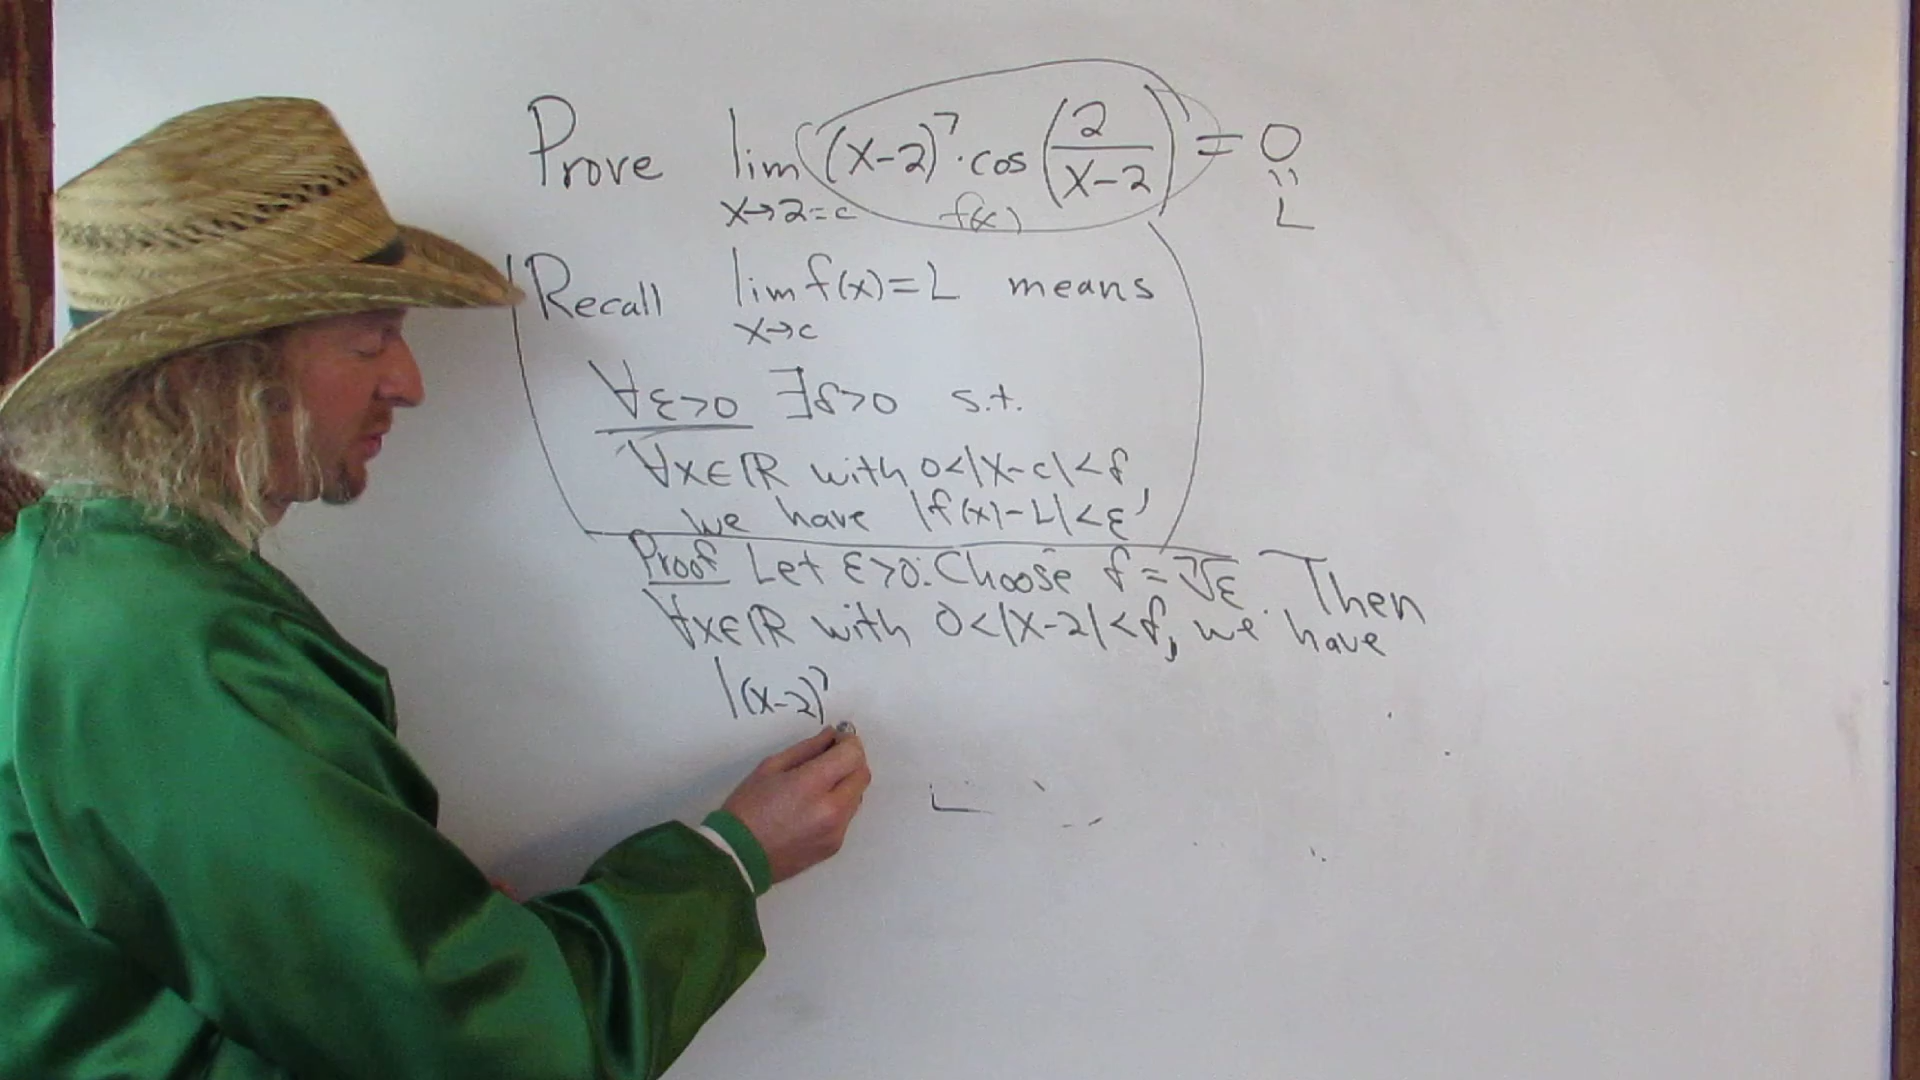 Prove lim ((x-2)⁷·cos(2/(x-2))) = 0
x→2=c f(x) = L
Recall lim f(x)=L means
x→c
∀ε>0 ∃δ>0 s.t.
∀x∈ℝ with 0<|x-c|<δ,
we have |f(x)-L|<ε
Proof Let ε>0. Choose δ=⁷√ε. Then
∀x∈ℝ with 0<|x-2|<δ, we have
|(x-2)⁷